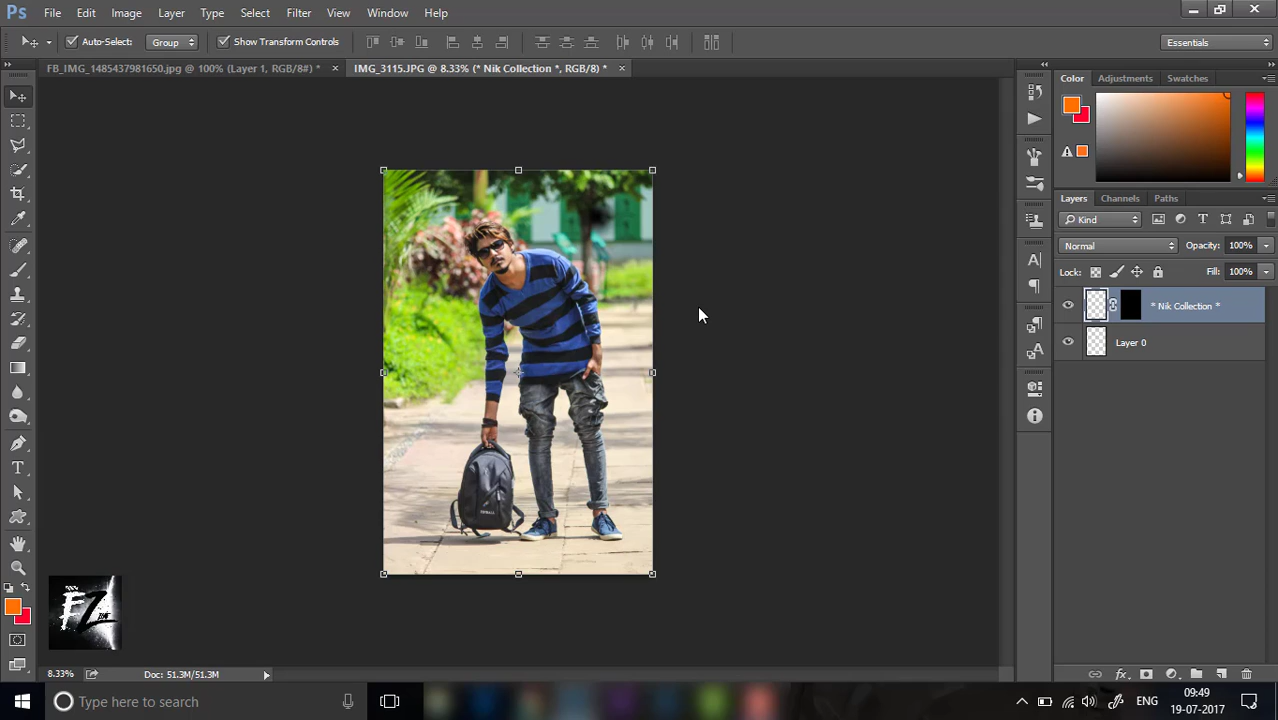 Ps File Edit Image Layer Type Select Filter 3D View Window Help
Auto-Select: Group Show Transform Controls Essentials
FB_IMG_1485437981650.jpg @ 100% (Layer 1, RGB/8#) * × IMG_3115.JPG @ 8.33% (* Nik Collection *, RGB/8) * ×
Color Adjustments Swatches
Layers Channels Paths
Kind
Normal Opacity: 100%
Lock: Fill: 100%
* Nik Collection *
Layer 0
EZ
8.33% Doc: 51.3M/51.3M
Type here to search
ENG
09:49
19-07-2017